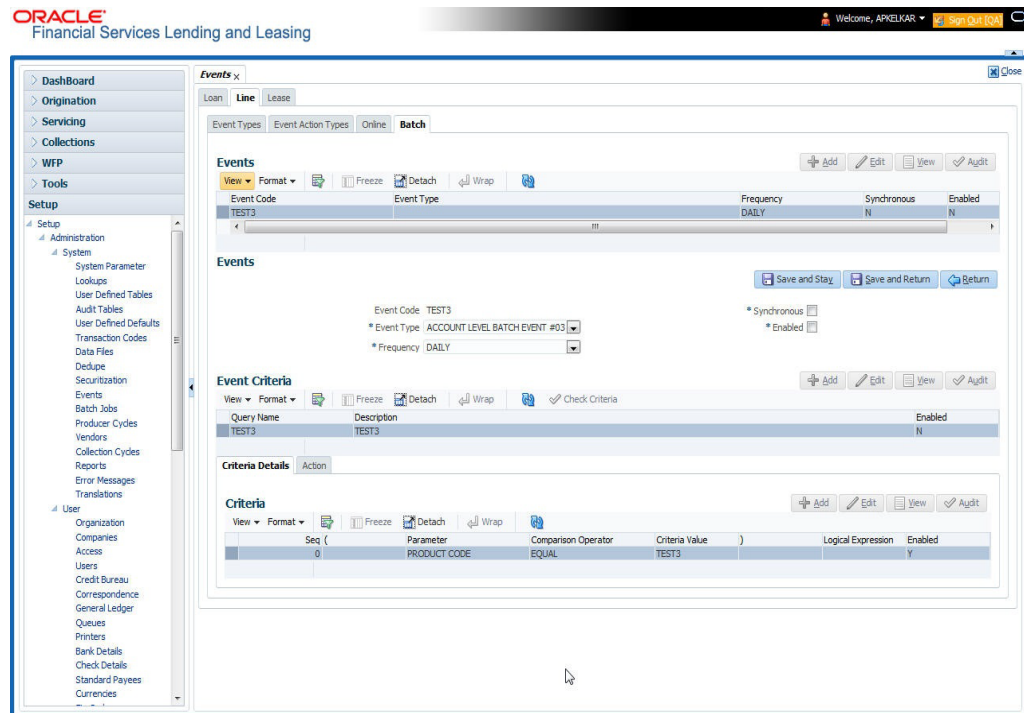 ORACLE'
Financial Services Lending and Leasing
Welcome, APKELKAR
Sign Out [QA]
DashBoard
Origination
Servicing
Collections
WFP
Tools
Setup
Setup
Administration
System
System Parameter
Lookups
User Defined Tables
Audit Tables
User Defined Defaults
Transaction Codes
Data Files
Dedupe
Securitization
Events
Batch Jobs
Producer Cycles
Vendors
Collection Cycles
Reports
Error Messages
Translations
User
Organization
Companies
Access
Users
Credit Bureau
Correspondence
General Ledger
Queues
Printers
Bank Details
Check Details
Standard Payees
Currencies
Events x
Close
Loan Line Lease
Event Types Event Action Types Online Batch
Events
Add Edit View Audit
View Format Freeze Detach Wrap
Event Code Event Type Frequency Synchronous Enabled
TEST3 DAILY N N
Events
Save and Stay Save and Return Return
Event Code TEST3
* Synchronous
* Event Type ACCOUNT LEVEL BATCH EVENT #03
* Enabled
* Frequency DAILY
Event Criteria
Add Edit View Audit
View Format Freeze Detach Wrap Check Criteria
Query Name Description Enabled
TEST3 TEST3 N
Criteria Details Action
Criteria
Add Edit View Audit
View Format Freeze Detach Wrap
Seq ( Parameter Comparison Operator Criteria Value ) Logical Expression Enabled
0 PRODUCT CODE EQUAL TEST3 Y